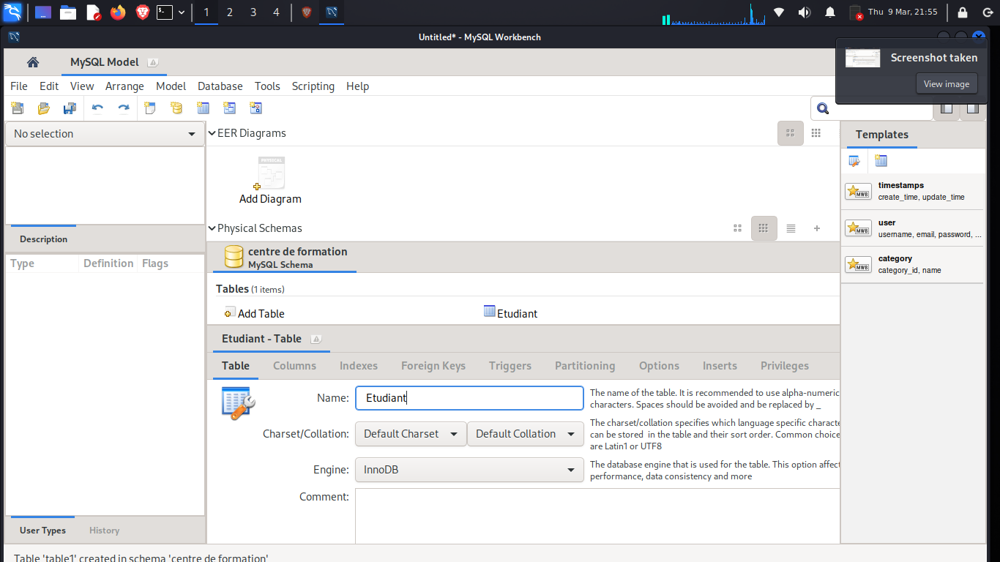 1 2 3 4
Thu 9 Mar, 21:55
Untitled* - MySQL Workbench
Screenshot taken
View image
MySQL Model
File Edit View Arrange Model Database Tools Scripting Help
No selection
EER Diagrams
PHYSICAL
Add Diagram
Physical Schemas
centre de formation
MySQL Schema
Tables (1 items)
Add Table
Etudiant
Description
Type Definition Flags
User Types History
Etudiant - Table
Table Columns Indexes Foreign Keys Triggers Partitioning Options Inserts Privileges
Name:
Etudiant
The name of the table. It is recommended to use alpha-numeric
characters. Spaces should be avoided and be replaced by _
Charset/Collation:
Default Charset
Default Collation
The charset/collation specifies which language specific characte
can be stored in the table and their sort order. Common choice
are Latin1 or UTF8
Engine:
InnoDB
The database engine that is used for the table. This option affect
performance, data consistency and more
Comment:
Templates
MWB
timestamps
create_time, update_time
MWB
user
username, email, password, ...
MWB
category
category_id, name
Table 'table1' created in schema 'centre de formation'